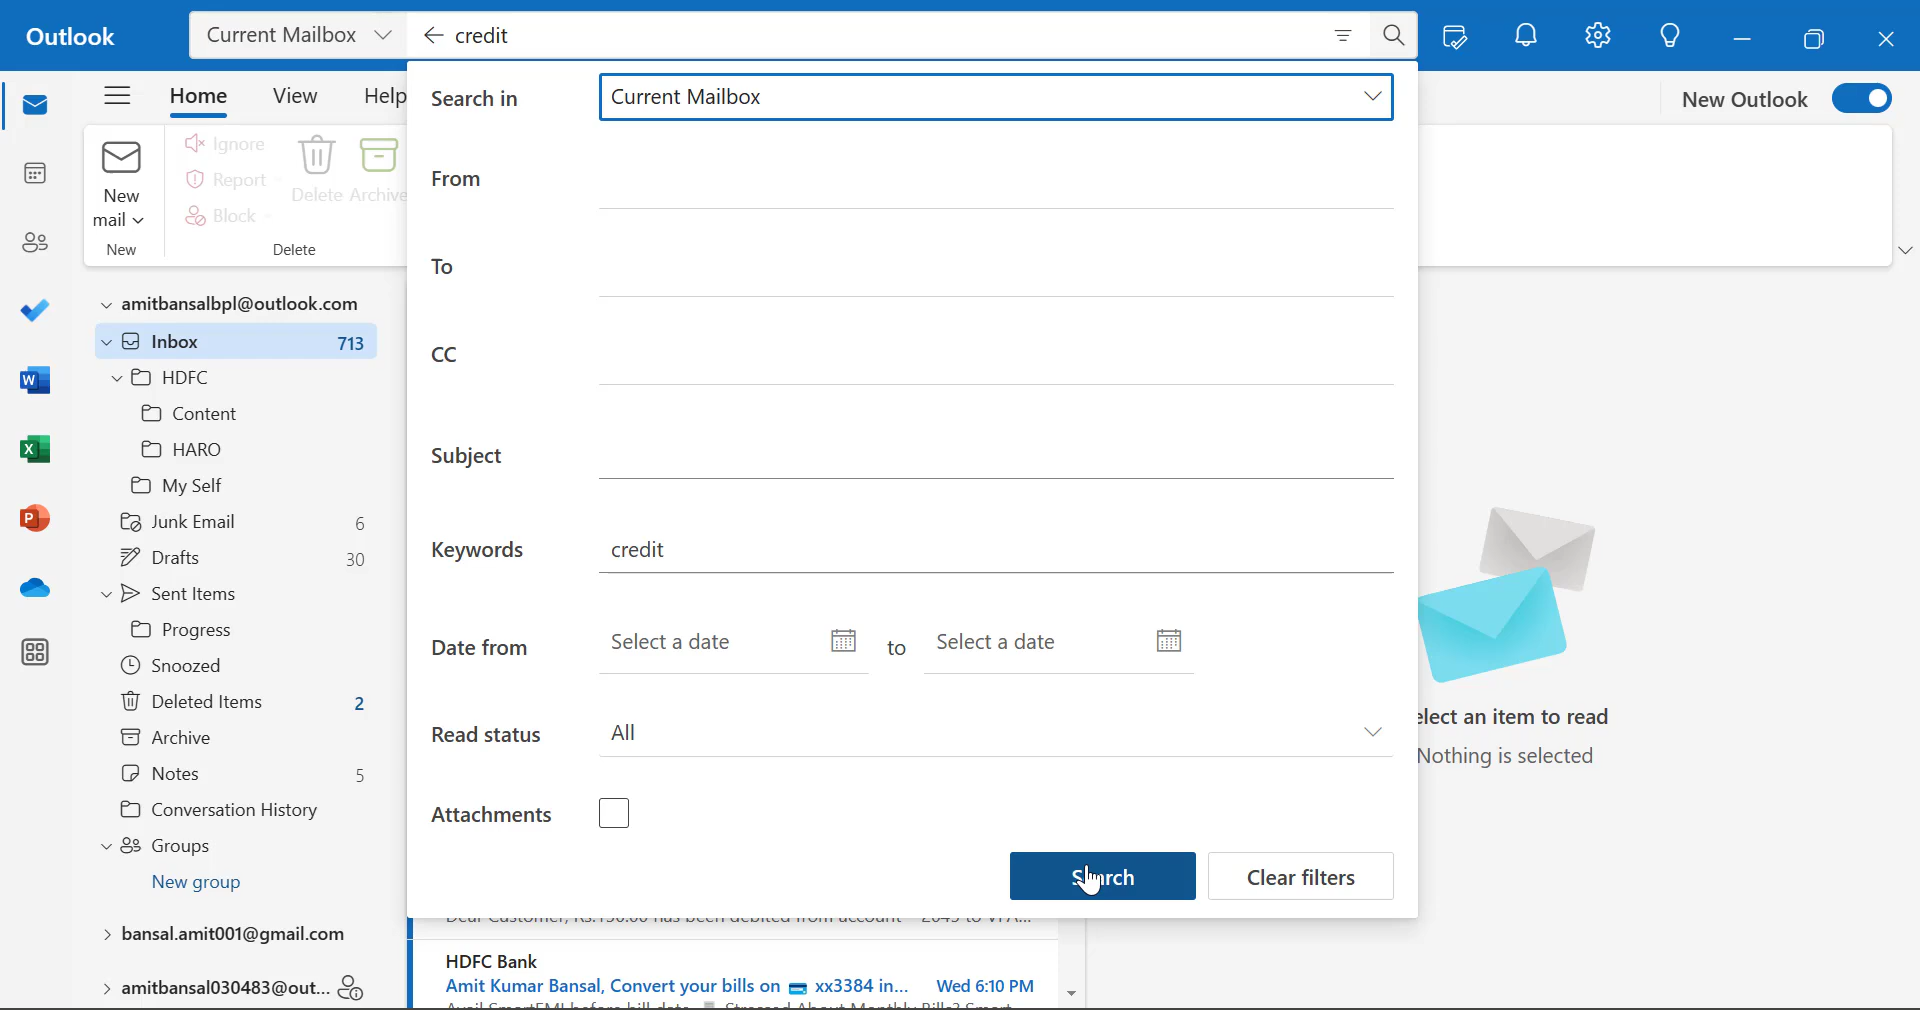 Outlook
Current Mailbox
credit
Home View Help
New Outlook
New
mail
New
Ignore
Report
Block
Delete Archive
Delete
amitbansalbpl@outlook.com
Inbox 713
HDFC
Content
HARO
My Self
Junk Email 6
Drafts 30
Sent Items
Progress
Snoozed
Deleted Items 2
Archive
Notes 5
Conversation History
Groups
New group
bansal.amit001@gmail.com
amitbansal030483@out...
Search in Current Mailbox
From
To
CC
Subject
Keywords credit
Date from Select a date to Select a date
Read status All
Attachments
Search Clear filters
HDFC Bank
Amit Kumar Bansal, Convert your bills on xx3384 in... Wed 6:10 PM
an item to read
Nothing is selected